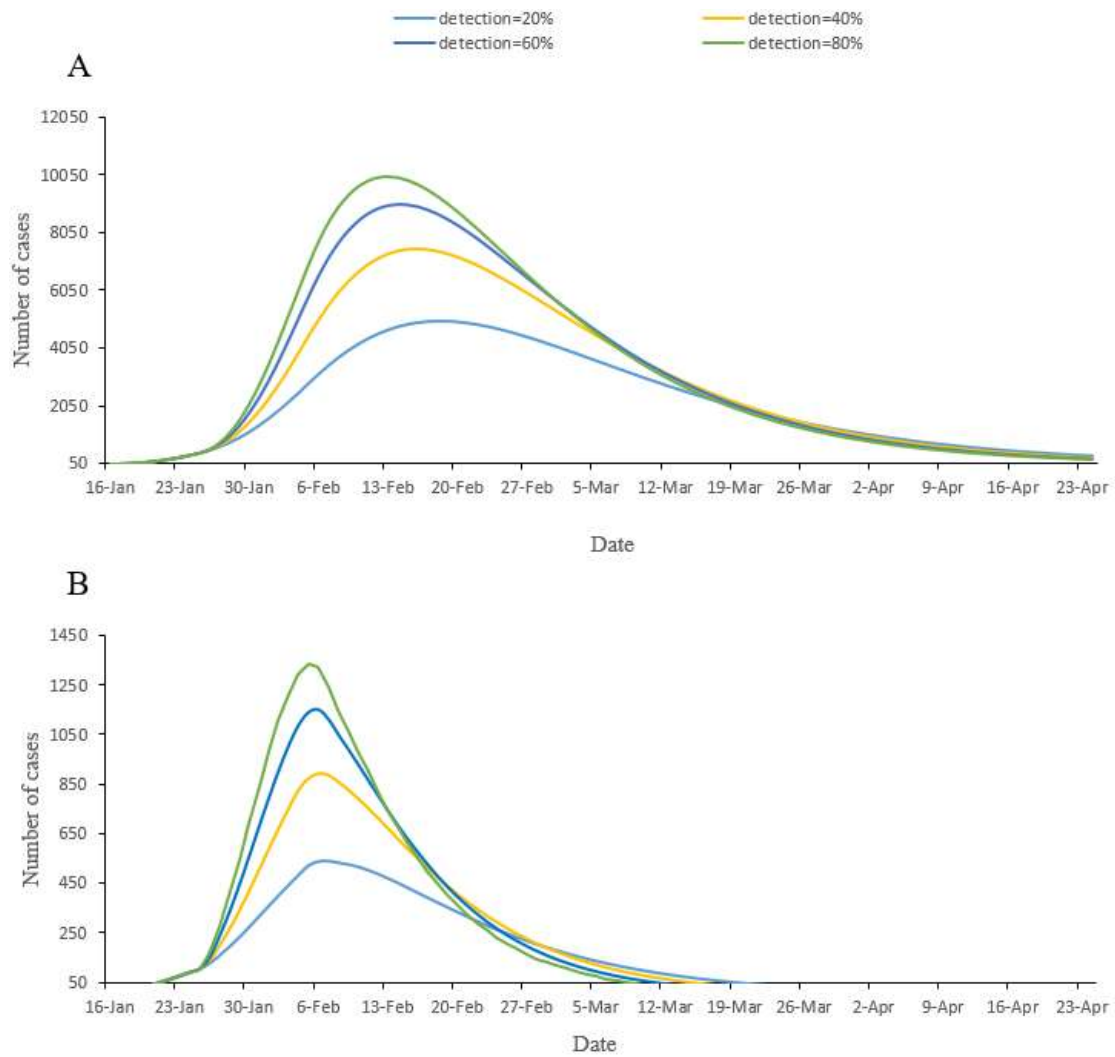 detection=20% detection=40%
detection=60% detection=80%
A
12050
10050
8050
6050
4050
2050
50
Number of cases
16-Jan 23-Jan 30-Jan 6-Feb 13-Feb 20-Feb 27-Feb 5-Mar 12-Mar 19-Mar 26-Mar 2-Apr 9-Apr 16-Apr 23-Apr
Date
B
1450
1250
1050
850
650
450
250
50
Number of cases
16-Jan 23-Jan 30-Jan 6-Feb 13-Feb 20-Feb 27-Feb 5-Mar 12-Mar 19-Mar 26-Mar 2-Apr 9-Apr 16-Apr 23-Apr
Date